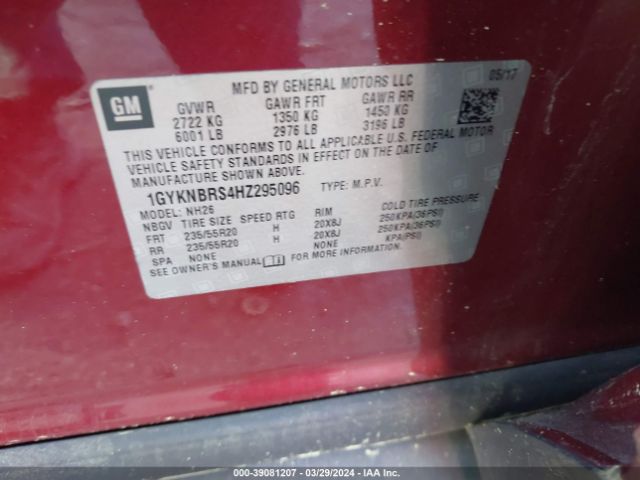 GM
MFD BY GENERAL MOTORS LLC
05/17
GVWR GAWR FRT GAWR RR
2722 KG 1350 KG 1450 KG
6001 LB 2976 LB 3196 LB
THIS VEHICLE CONFORMS TO ALL APPLICABLE U.S. FEDERAL MOTOR
VEHICLE SAFETY STANDARDS IN EFFECT ON THE DATE OF
MANUFACTURE SHOWN ABOVE.
1GYKNBRS4HZ295096 TYPE: M.P.V.
MODEL: NH26
NBGV TIRE SIZE SPEED RTG RIM COLD TIRE PRESSURE
FRT 235/55R20 H 20X8J 250KPA(36PSI)
RR 235/55R20 H 20X8J 250KPA(36PSI)
SPA NONE NONE KPA(PSI)
SEE OWNER'S MANUAL FOR MORE INFORMATION.
000-39081207 - 03/29/2024 - IAA Inc.